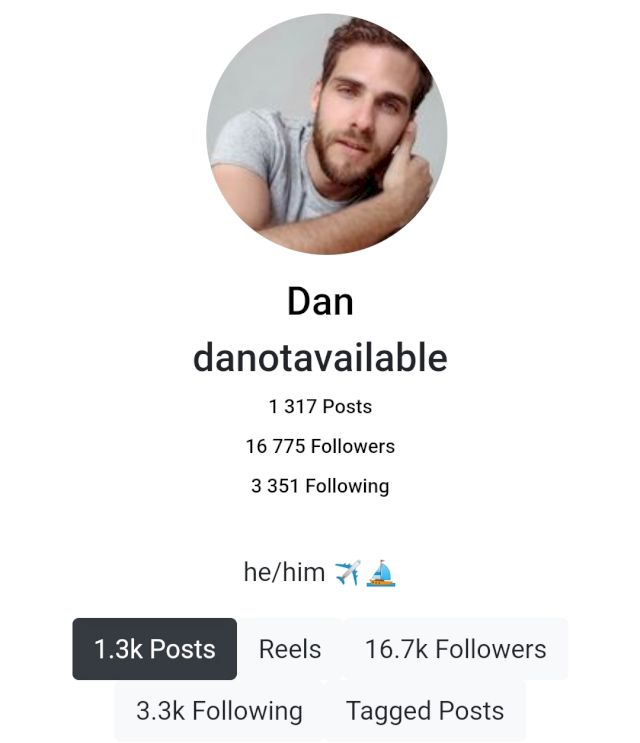 Dan
danotavailable
1 317 Posts
16 775 Followers
3 351 Following
he/him ✈️⛵
1.3k Posts Reels 16.7k Followers
3.3k Following Tagged Posts